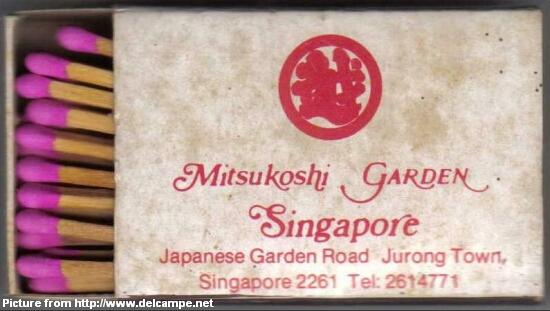 Mitsukoshi GARDEN
Singapore
Japanese Garden Road Jurong Town,
Singapore 2261 Tel: 2614771
Picture from http://www.delcampe.net